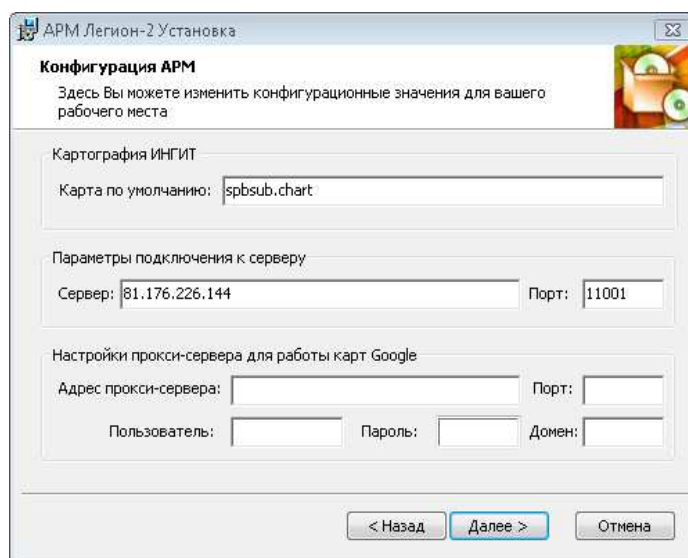 АРМ Легион-2 Установка
Конфигурация АРМ
Здесь Вы можете изменить конфигурационные значения для вашего
рабочего места
Картография ИНГИТ
Карта по умолчанию: spbsub.chart
Параметры подключения к серверу
Сервер: 81.176.226.144 Порт: 11001
Настройки прокси-сервера для работы карт Google
Адрес прокси-сервера: Порт:
Пользователь: Пароль: Домен:
< Назад Далее > Отмена